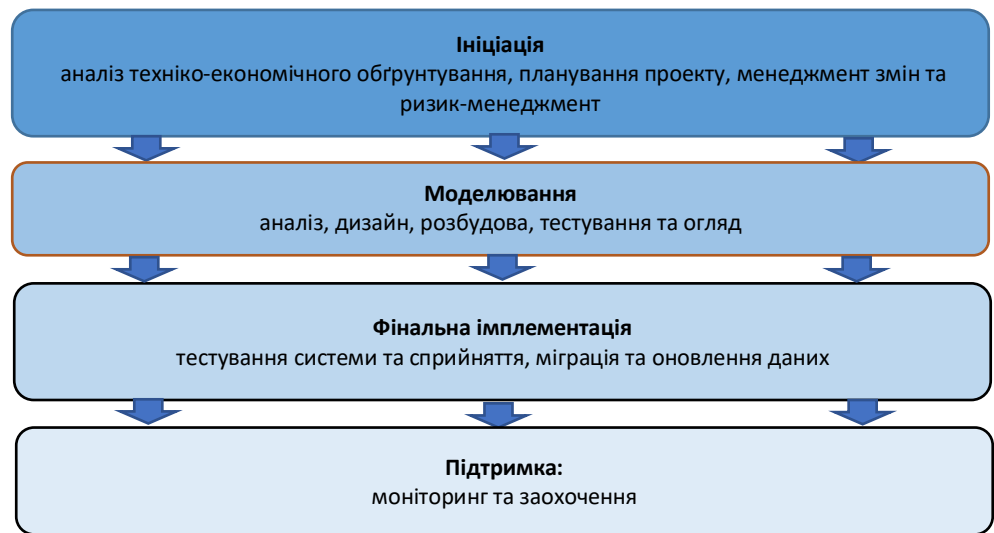 Ініціація
аналіз техніко-економічного обґрунтування, планування проекту, менеджмент змін та
ризик-менеджмент
Моделювання
аналіз, дизайн, розбудова, тестування та огляд
Фінальна імплементація
тестування системи та сприйняття, міграція та оновлення даних
Підтримка:
моніторинг та заохочення